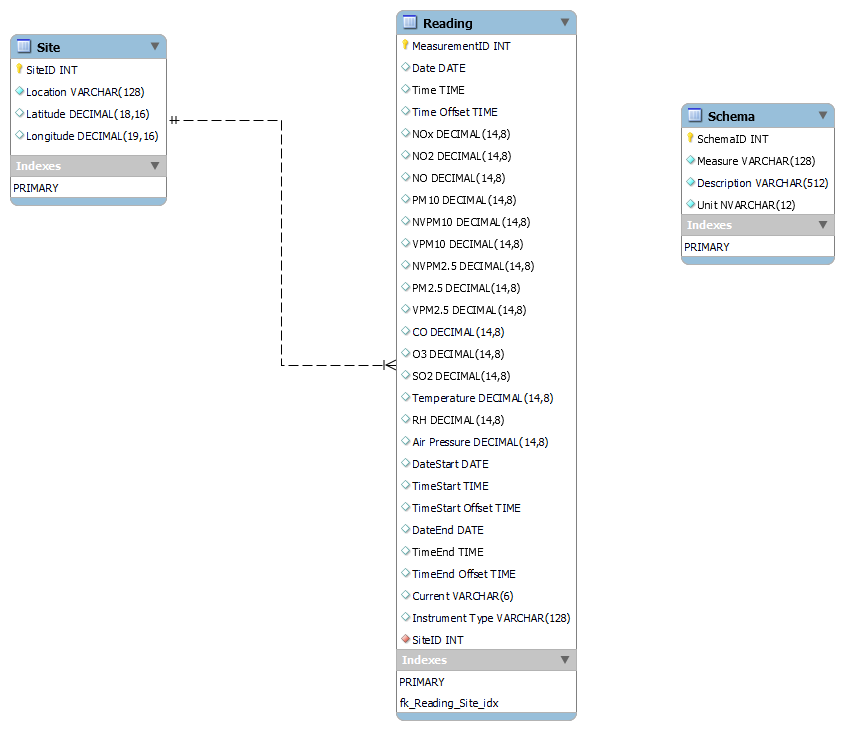 Site
SiteID INT
Location VARCHAR(128)
Latitude DECIMAL(18,16)
Longitude DECIMAL(19,16)
Indexes
PRIMARY
Reading
MeasurementID INT
Date DATE
Time TIME
Time Offset TIME
NOx DECIMAL(14,8)
NO2 DECIMAL(14,8)
NO DECIMAL(14,8)
PM10 DECIMAL(14,8)
NVPM10 DECIMAL(14,8)
VPM10 DECIMAL(14,8)
NVPM2.5 DECIMAL(14,8)
PM2.5 DECIMAL(14,8)
VPM2.5 DECIMAL(14,8)
CO DECIMAL(14,8)
O3 DECIMAL(14,8)
SO2 DECIMAL(14,8)
Temperature DECIMAL(14,8)
RH DECIMAL(14,8)
Air Pressure DECIMAL(14,8)
DateStart DATE
TimeStart TIME
TimeStart Offset TIME
DateEnd DATE
TimeEnd TIME
TimeEnd Offset TIME
Current VARCHAR(6)
Instrument Type VARCHAR(128)
SiteID INT
Indexes
PRIMARY
fk_Reading_Site_idx
Schema
SchemaID INT
Measure VARCHAR(128)
Description VARCHAR(512)
Unit NVARCHAR(12)
Indexes
PRIMARY